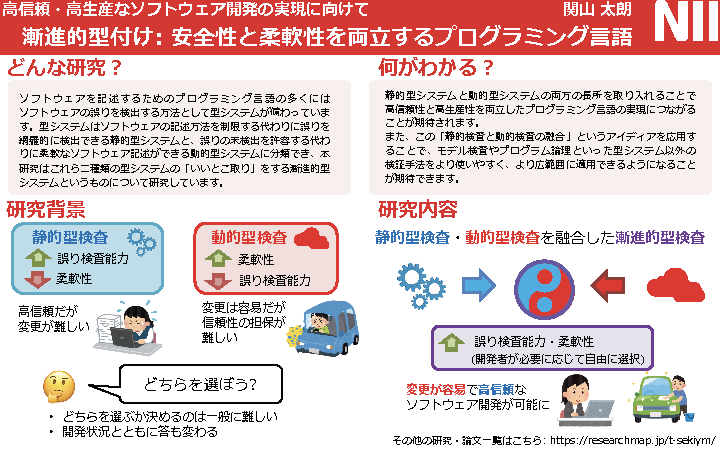 高信頼・高生産なソフトウェア開発の実現に向けて
関山 太朗
NII
漸進的型付け: 安全性と柔軟性を両立するプログラミング言語
どんな研究？
ソフトウェアを記述するためのプログラミング言語の多くには
ソフトウェアの誤りを検出する方法として型システムが備わっていま
す。型システムはソフトウェアの記述方法を制限する代わりに誤りを
網羅的に検出できる静的型システムと、誤りの未検出を許容する代わ
りに柔軟なソフトウェア記述ができる動的型システムに分類でき、本
研究はこれら二種類の型システムの「いいとこ取り」をする漸進的型
システムというものについて研究しています。
何がわかる？
静的型システムと動的型システムの両方の長所を取り入れることで
高信頼性と高生産性を両立したプログラミング言語の実現につながる
ことが期待されます。
また、この「静的検査と動的検査の融合」というアイディアを応用す
ることで、モデル検査やプログラム論理といった型システム以外の
検証手法をより使いやすく、より広範囲に適用できるようになること
が期待できます。
研究背景
静的型検査
誤り検査能力
柔軟性
高信頼だが
変更が難しい
動的型検査
柔軟性
誤り検査能力
変更は容易だが
信頼性の担保が
難しい
どちらを選ぼう?
• どちらを選ぶか決めるのは一般に難しい
• 開発状況とともに答も変わる
研究内容
静的型検査・動的型検査を融合した漸進的型検査
誤り検査能力・柔軟性
(開発者が必要に応じて自由に選択)
変更が容易で高信頼な
ソフトウェア開発が可能に
その他の研究・論文一覧はこちら: https://researchmap.jp/t-sekiym/